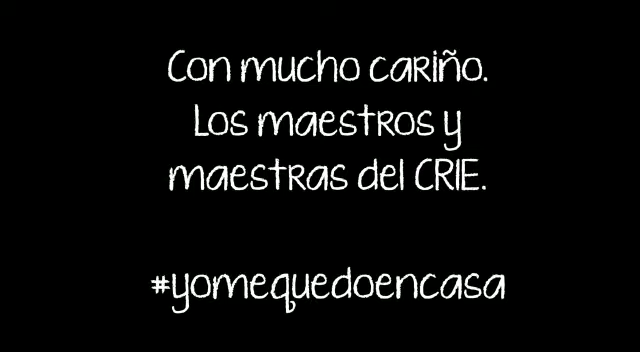 Con mucho cariño.
Los maestros y
maestras del CRIE.
#yomequedoencasa